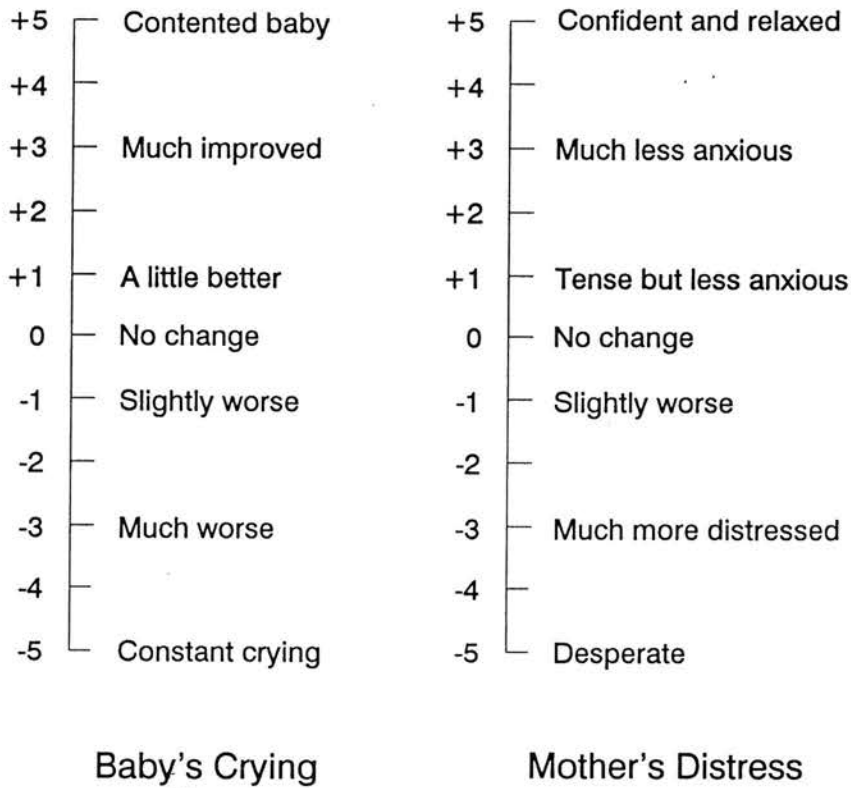 +5 Contented baby
+4
+3 Much improved
+2
+1 A little better
0 No change
-1 Slightly worse
-2
-3 Much worse
-4
-5 Constant crying
Baby's Crying
+5 Confident and relaxed
+4
+3 Much less anxious
+2
+1 Tense but less anxious
0 No change
-1 Slightly worse
-2
-3 Much more distressed
-4
-5 Desperate
Mother's Distress